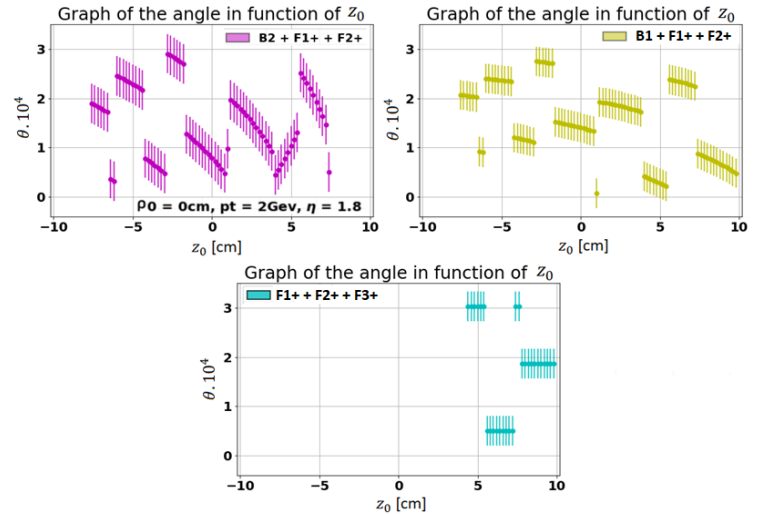 Graph of the angle in function of z₀
B2 + F1+ + F2+
θ.10⁴
3
2
1
0
ρ0 = 0cm, pt = 2Gev, η = 1.8
−10 −5 0 5 10
z₀ [cm]
Graph of the angle in function of z₀
B1 + F1+ + F2+
θ.10⁴
3
2
1
0
−10 −5 0 5 10
z₀ [cm]
Graph of the angle in function of z₀
F1+ + F2+ + F3+
θ.10⁴
3
2
1
0
−10 −5 0 5 10
z₀ [cm]